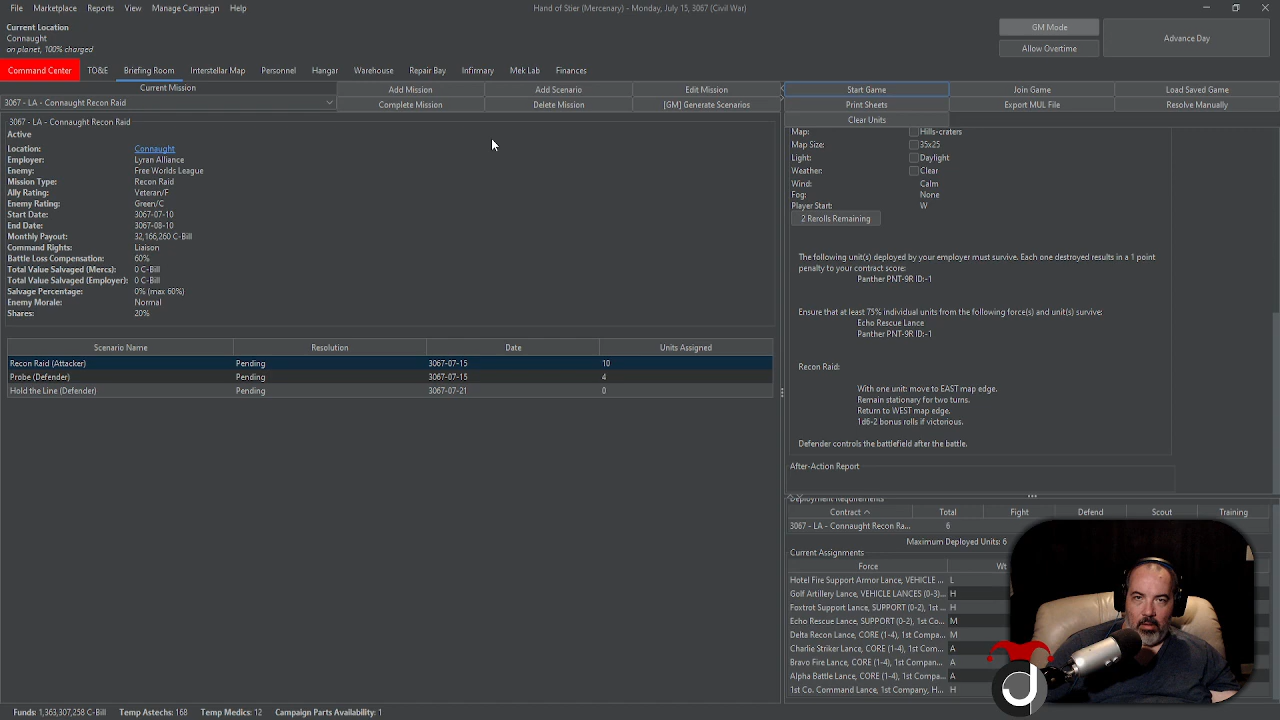 File Marketplace Reports View Manage Campaign Help
Hand of Stier (Mercenary) - Monday, July 15, 3067 (Civil War)
Current Location
Connaught
on planet, 100% charged
GM Mode
Allow Overtime
Advance Day
Command Center TO&E Briefing Room Interstellar Map Personnel Hangar Warehouse Repair Bay Infirmary Mek Lab Finances
Current Mission
3067 - LA - Connaught Recon Raid
Add Mission Add Scenario Edit Mission
Complete Mission Delete Mission [GM] Generate Scenarios
Start Game Join Game Load Saved Game
Print Sheets Export MUL File Resolve Manually
Clear Units
3067 - LA - Connaught Recon Raid
Active
Location: Connaught
Employer: Lyran Alliance
Enemy: Free Worlds League
Mission Type: Recon Raid
Ally Rating: Veteran/F
Enemy Rating: Green/C
Start Date: 3067-07-10
End Date: 3067-08-10
Monthly Payout: 32,166,260 C-Bill
Command Rights: Liaison
Battle Loss Compensation: 60%
Total Value Salvaged (Mercs): 0 C-Bill
Total Value Salvaged (Employer): 0 C-Bill
Salvage Percentage: 0% (max 60%)
Enemy Morale: Normal
Shares: 20%
Scenario Name Resolution Date Units Assigned
Recon Raid (Attacker) Pending 3067-07-15 10
Probe (Defender) Pending 3067-07-15 4
Hold the Line (Defender) Pending 3067-07-21 0
Map: Hills-craters
Map Size: 35x25
Light: Daylight
Weather: Clear
Wind: Calm
Fog: None
Player Start: W
2 Rerolls Remaining
The following unit(s) deployed by your employer must survive. Each one destroyed results in a 1 point
penalty to your contract score:
Panther PNT-9R ID:-1
Ensure that at least 75% individual units from the following force(s) and unit(s) survive:
Echo Rescue Lance
Panther PNT-9R ID:-1
Recon Raid:
With one unit: move to EAST map edge.
Remain stationary for two turns.
Return to WEST map edge.
1d6-2 bonus rolls if victorious.
Defender controls the battlefield after the battle.
After-Action Report
Deployment Requirements
Contract Total Fight Defend Scout Training
3067 - LA - Connaught Recon Ra... 6
Maximum Deployed Units: 6
Current Assignments
Force
Hotel Fire Support Armor Lance, VEHICLE ... L
Golf Artillery Lance, VEHICLE LANCES (0-3)... H
Foxtrot Support Lance, SUPPORT (0-2), 1st ... H
Echo Rescue Lance, SUPPORT (0-2), 1st Co... M
Delta Recon Lance, CORE (1-4), 1st Compa... M
Charlie Striker Lance, CORE (1-4), 1st Com... A
Bravo Fire Lance, CORE (1-4), 1st Compan... A
Alpha Battle Lance, CORE (1-4), 1st Comp... A
1st Co. Command Lance, 1st Company, H... H
Funds: 1,363,307,258 C-Bill Temp Astechs: 168 Temp Medics: 12 Campaign Parts Availability: 1